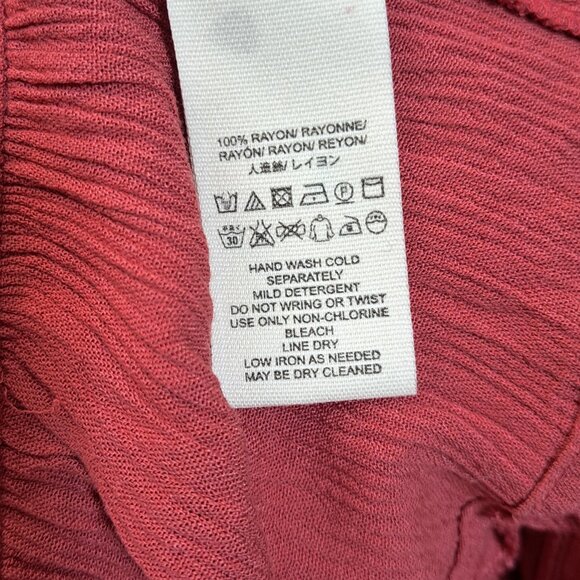 100% RAYON/ RAYONNE/
RAYÓN/ RAYON/ REYON/
人造絲/ レイヨン
P
30
HAND WASH COLD
SEPARATELY
MILD DETERGENT
DO NOT WRING OR TWIST
USE ONLY NON-CHLORINE
BLEACH
LINE DRY
LOW IRON AS NEEDED
MAY BE DRY CLEANED